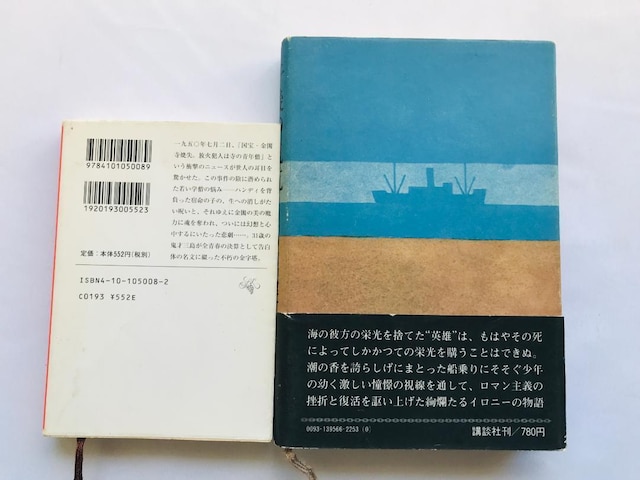 9784101050089
1920193005523
定価:本体552円(税別)
ISBN4-10-105008-2
C0193 ¥552E
一九五〇年七月二日、「国宝・金閣
寺焼失。放火犯人は寺の青年僧」と
いう衝撃のニュースが世人の耳目を
驚かせた。この事件の陰に潜められ
た若い学僧の悩み――ハンディを背
負った宿命の子の、生への消しがた
い呪いと、それゆえに金閣の美の魅
力に魂を奪われ、ついには幻想と心
中するにいたった悲劇……。31歳の
鬼才三島が全青春の決算として告白
体の名文に綴った不朽の金字塔。
海の彼方の栄光を捨てた“英雄”は、もはやその死
によってしかかつての栄光を購うことはできぬ。
潮の香を誇らしげにまとった船乗りにそそぐ少年
の幼く激しい憧憬の視線を通して、ロマン主義の
挫折と復活を謳い上げた絢爛たるイロニーの物語
0093-139566-2253 (0)
講談社刊/780円